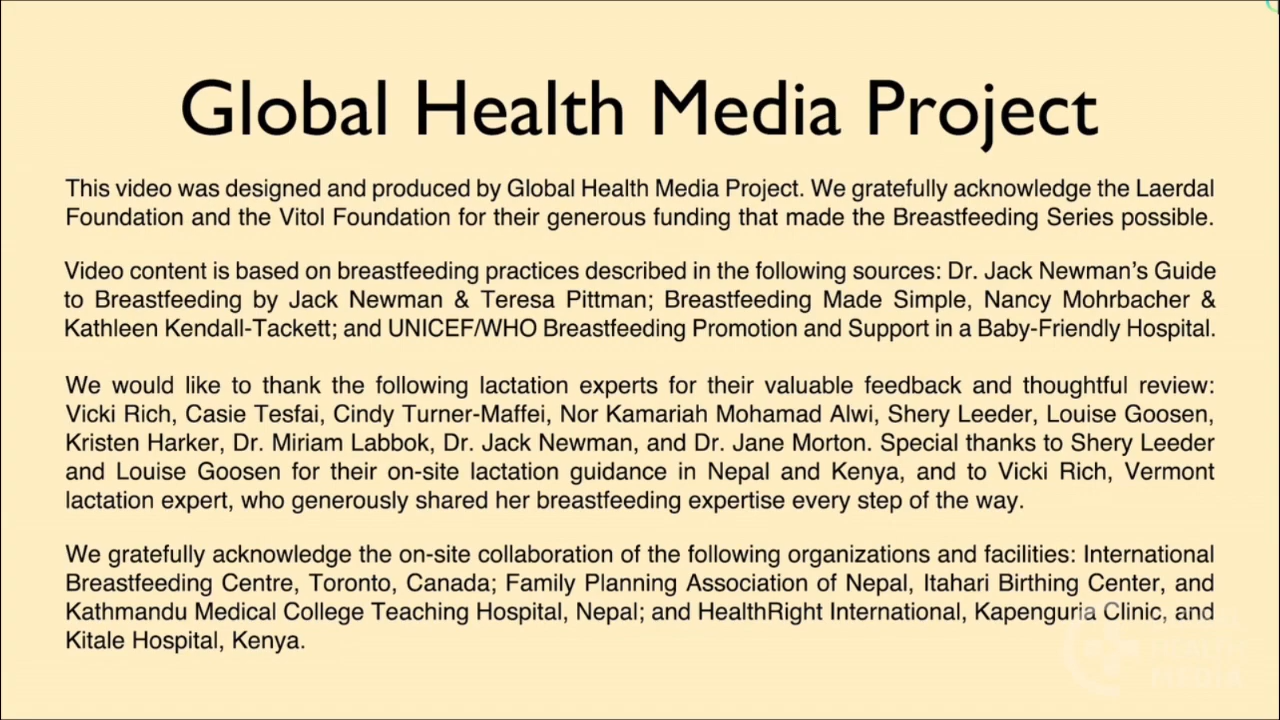 Global Health Media Project
This video was designed and produced by Global Health Media Project. We gratefully acknowledge the Laerdal
Foundation and the Vitol Foundation for their generous funding that made the Breastfeeding Series possible.
Video content is based on breastfeeding practices described in the following sources: Dr. Jack Newman's Guide
to Breastfeeding by Jack Newman & Teresa Pittman; Breastfeeding Made Simple, Nancy Mohrbacher &
Kathleen Kendall-Tackett; and UNICEF/WHO Breastfeeding Promotion and Support in a Baby-Friendly Hospital.
We would like to thank the following lactation experts for their valuable feedback and thoughtful review:
Vicki Rich, Casie Tesfai, Cindy Turner-Maffei, Nor Kamariah Mohamad Alwi, Shery Leeder, Louise Goosen,
Kristen Harker, Dr. Miriam Labbok, Dr. Jack Newman, and Dr. Jane Morton. Special thanks to Shery Leeder
and Louise Goosen for their on-site lactation guidance in Nepal and Kenya, and to Vicki Rich, Vermont
lactation expert, who generously shared her breastfeeding expertise every step of the way.
We gratefully acknowledge the on-site collaboration of the following organizations and facilities: International
Breastfeeding Centre, Toronto, Canada; Family Planning Association of Nepal, Itahari Birthing Center, and
Kathmandu Medical College Teaching Hospital, Nepal; and HealthRight International, Kapenguria Clinic, and
Kitale Hospital, Kenya.
HEALTH
MEDIA